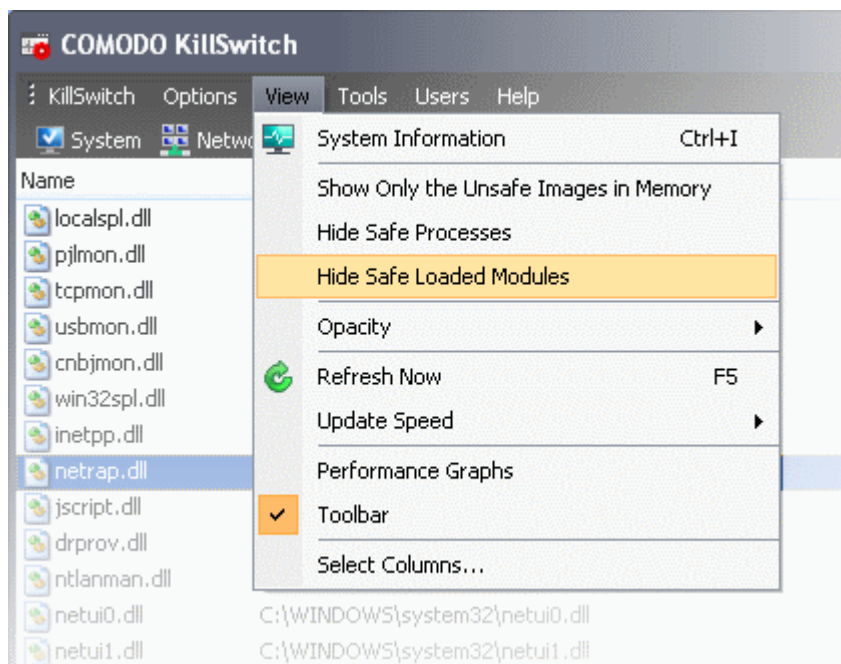 COMODO KillSwitch
KillSwitch Options View Tools Users Help
System Netwo
Name
System Information Ctrl+I
Show Only the Unsafe Images in Memory
Hide Safe Processes
Hide Safe Loaded Modules
Opacity
Refresh Now F5
Update Speed
Performance Graphs
Toolbar
Select Columns...
localspl.dll
pjlmon.dll
tcpmon.dll
usbmon.dll
cnbjmon.dll
win32spl.dll
inetpp.dll
netrap.dll
jscript.dll
drprov.dll
ntlanman.dll
netui0.dll C:\WINDOWS\system32\netui0.dll
netui1.dll C:\WINDOWS\system32\netui1.dll